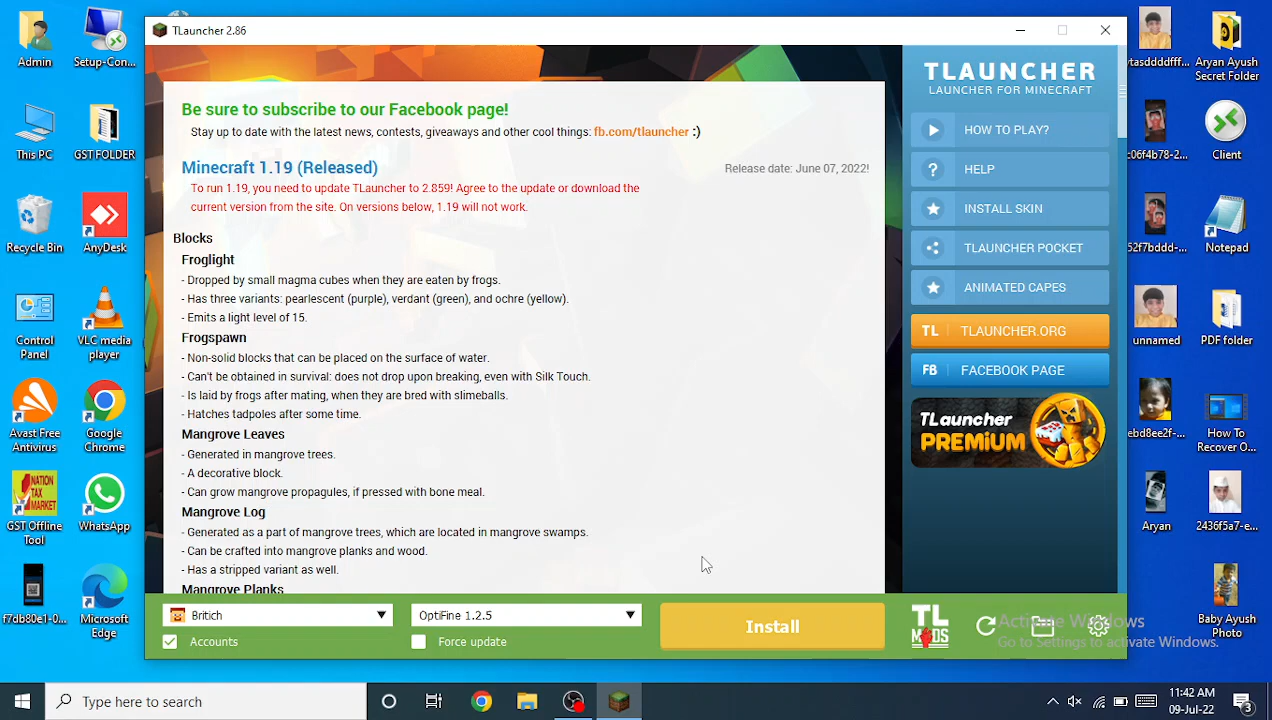 TLauncher 2.86
Admin
Setup-Con...
This PC
GST FOLDER
Recycle Bin
AnyDesk
Control
Panel
VLC media
player
Avast Free
Antivirus
Google
Chrome
NATION
TAX
MARKET
GST Offline
Tool
WhatsApp
f7db80e1-0...
Microsoft
Edge
Be sure to subscribe to our Facebook page!
Stay up to date with the latest news, contests, giveaways and other cool things: fb.com/tlauncher :)
Minecraft 1.19 (Released)
Release date: June 07, 2022!
To run 1.19, you need to update TLauncher to 2.859! Agree to the update or download the
current version from the site. On versions below, 1.19 will not work.
Blocks
Froglight
- Dropped by small magma cubes when they are eaten by frogs.
- Has three variants: pearlescent (purple), verdant (green), and ochre (yellow).
- Emits a light level of 15.
Frogspawn
- Non-solid blocks that can be placed on the surface of water.
- Can't be obtained in survival: does not drop upon breaking, even with Silk Touch.
- Is laid by frogs after mating, when they are bred with slimeballs.
- Hatches tadpoles after some time.
Mangrove Leaves
- Generated in mangrove trees.
- A decorative block.
- Can grow mangrove propagules, if pressed with bone meal.
Mangrove Log
- Generated as a part of mangrove trees, which are located in mangrove swamps.
- Can be crafted into mangrove planks and wood.
- Has a stripped variant as well.
Mangrove Planks
TLAUNCHER
LAUNCHER FOR MINECRAFT
HOW TO PLAY?
? HELP
INSTALL SKIN
TLAUNCHER POCKET
ANIMATED CAPES
TL TLAUNCHER.ORG
FB FACEBOOK PAGE
TLauncher
PREMIUM
Britich
OptiFine 1.2.5
Install
Accounts
Force update
TL
MODS
Activate Windows
Go to Settings to activate Windows.
ytasdddfff...
Aryan Ayush
Secret Folder
c06f4b78-2...
Client
52f7bddd-...
Notepad
unnamed
PDF folder
ebd8ee2f-...
How To
Recover O...
Aryan
2436f5a7-e...
Baby Ayush
Photo
Type here to search
11:42 AM
09-Jul-22
3